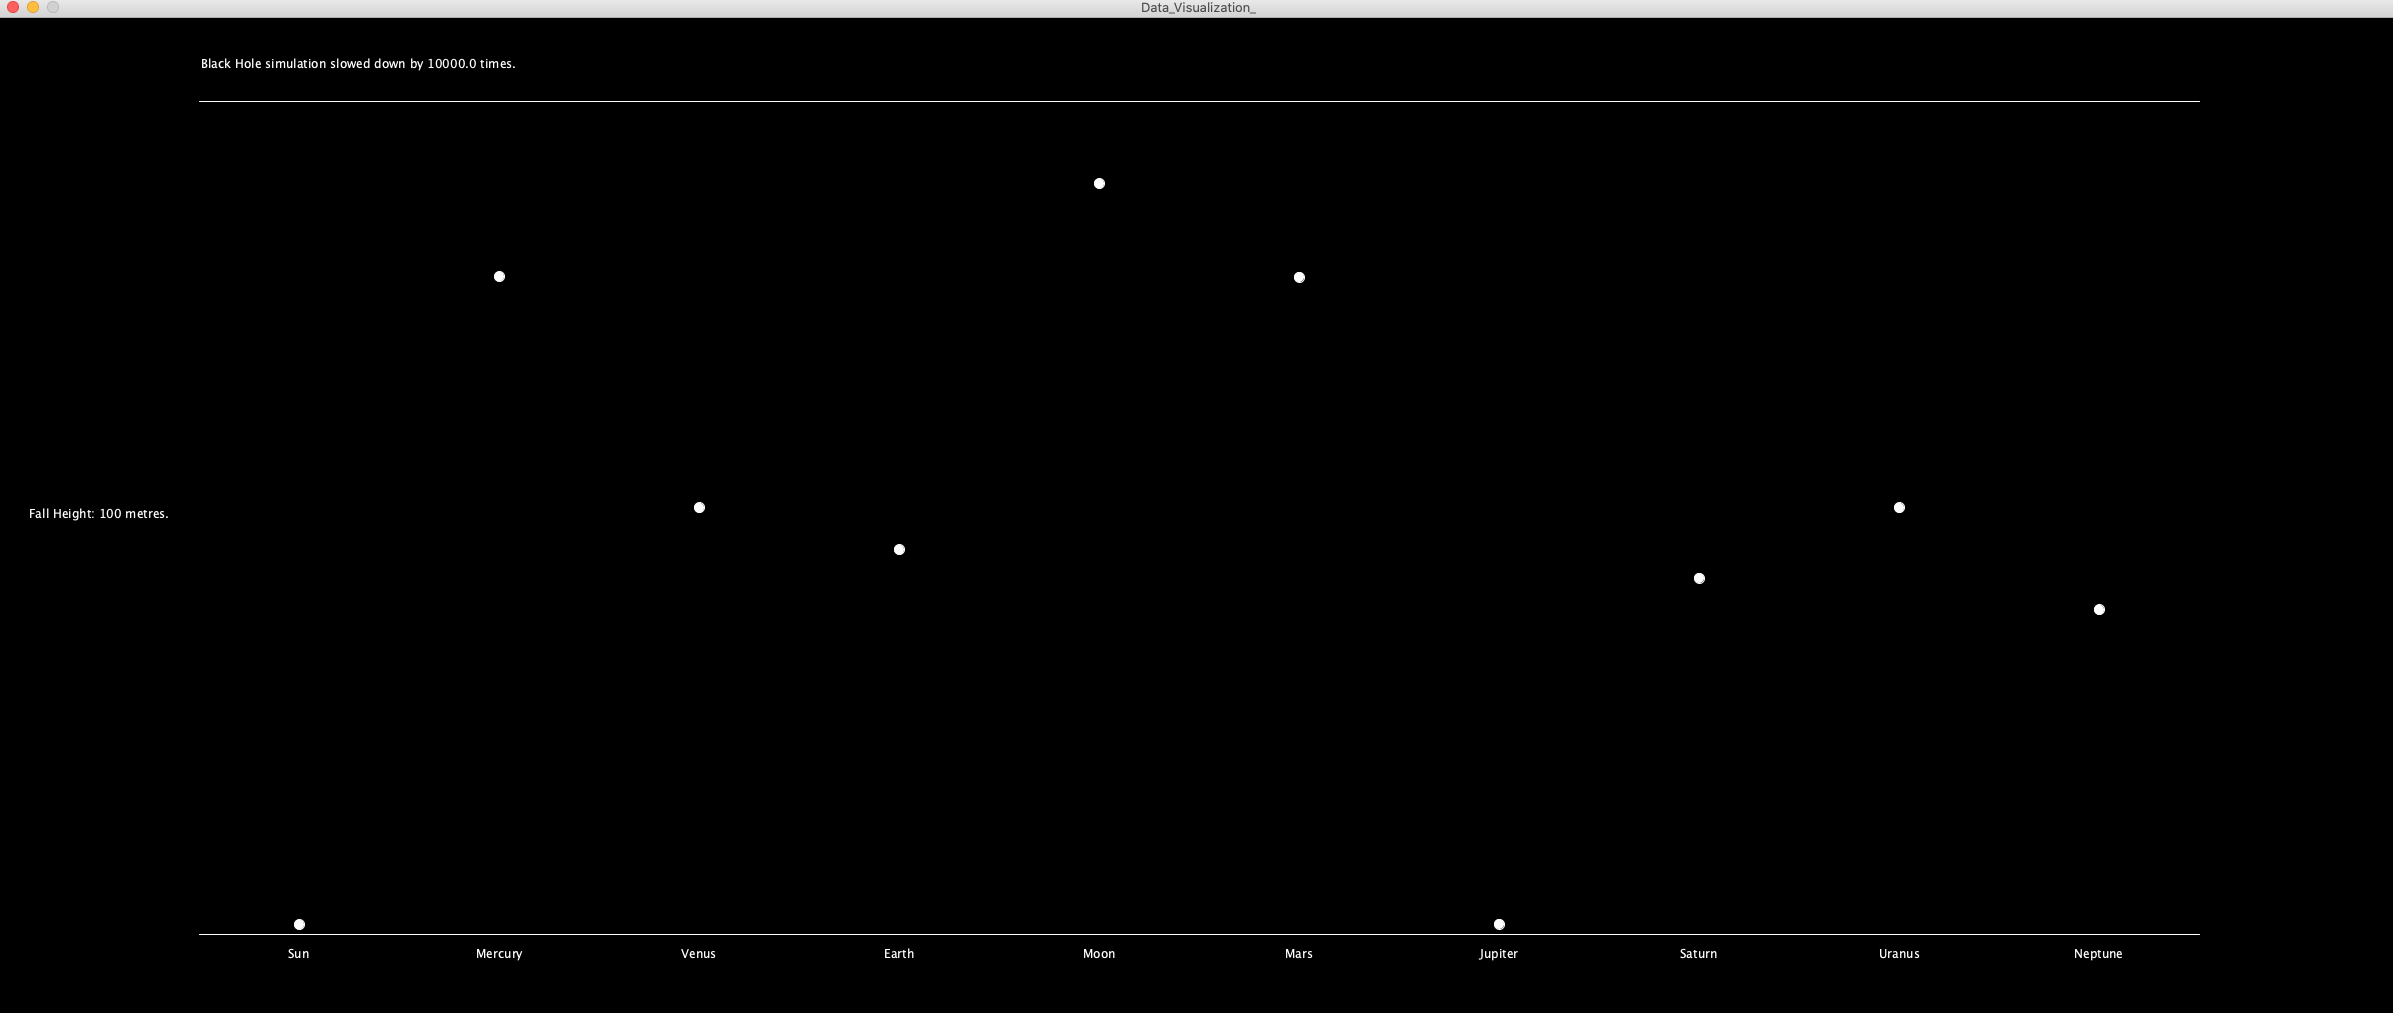 Data_Visualization_
Black Hole simulation slowed down by 10000.0 times.
Fall Height: 100 metres.
Sun
Mercury
Venus
Earth
Moon
Mars
Jupiter
Saturn
Uranus
Neptune